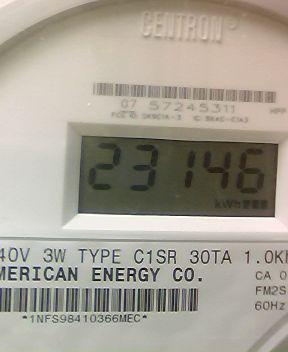 CENTRON®
07 57245311
23146
kWh
40V 3W TYPE C1SR 30TA 1.0K
MERICAN ENERGY CO.
CA 0
FM2S
60Hz
*1NFS98410366MEC*